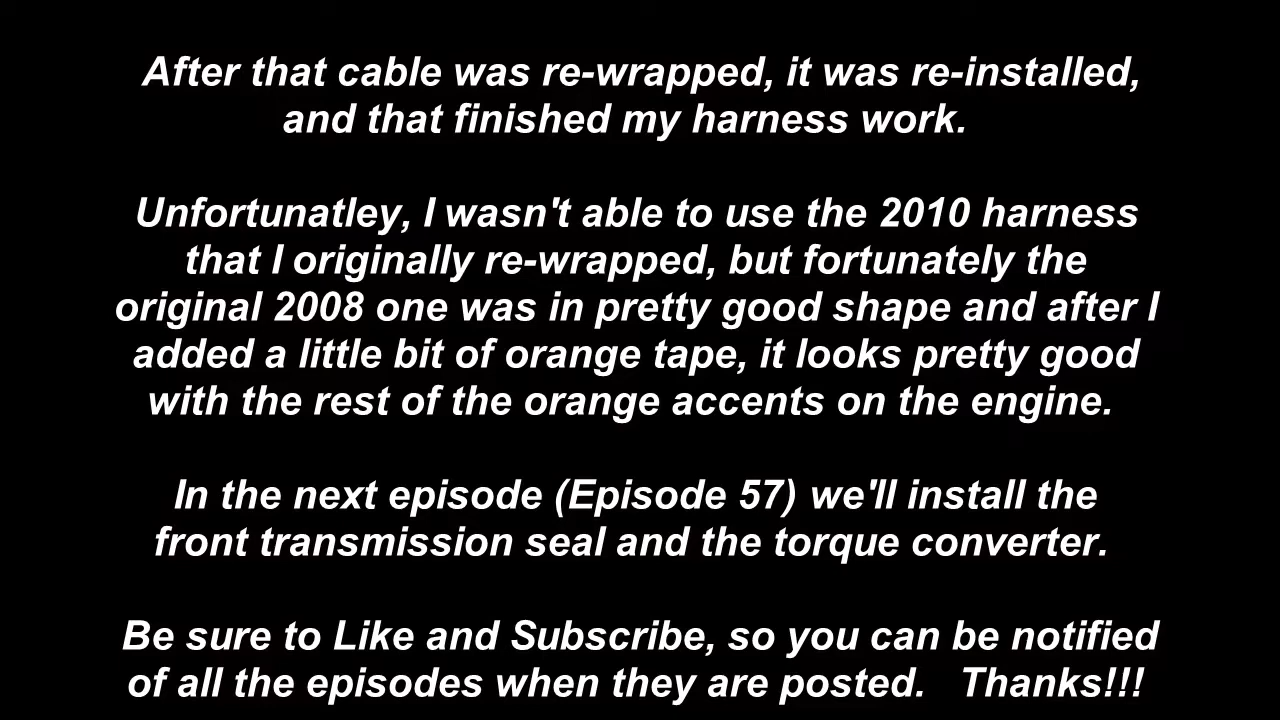 After that cable was re-wrapped, it was re-installed,
and that finished my harness work.
Unfortunatley, I wasn't able to use the 2010 harness
that I originally re-wrapped, but fortunately the
original 2008 one was in pretty good shape and after I
added a little bit of orange tape, it looks pretty good
with the rest of the orange accents on the engine.
In the next episode (Episode 57) we'll install the
front transmission seal and the torque converter.
Be sure to Like and Subscribe, so you can be notified
of all the episodes when they are posted.   Thanks!!!